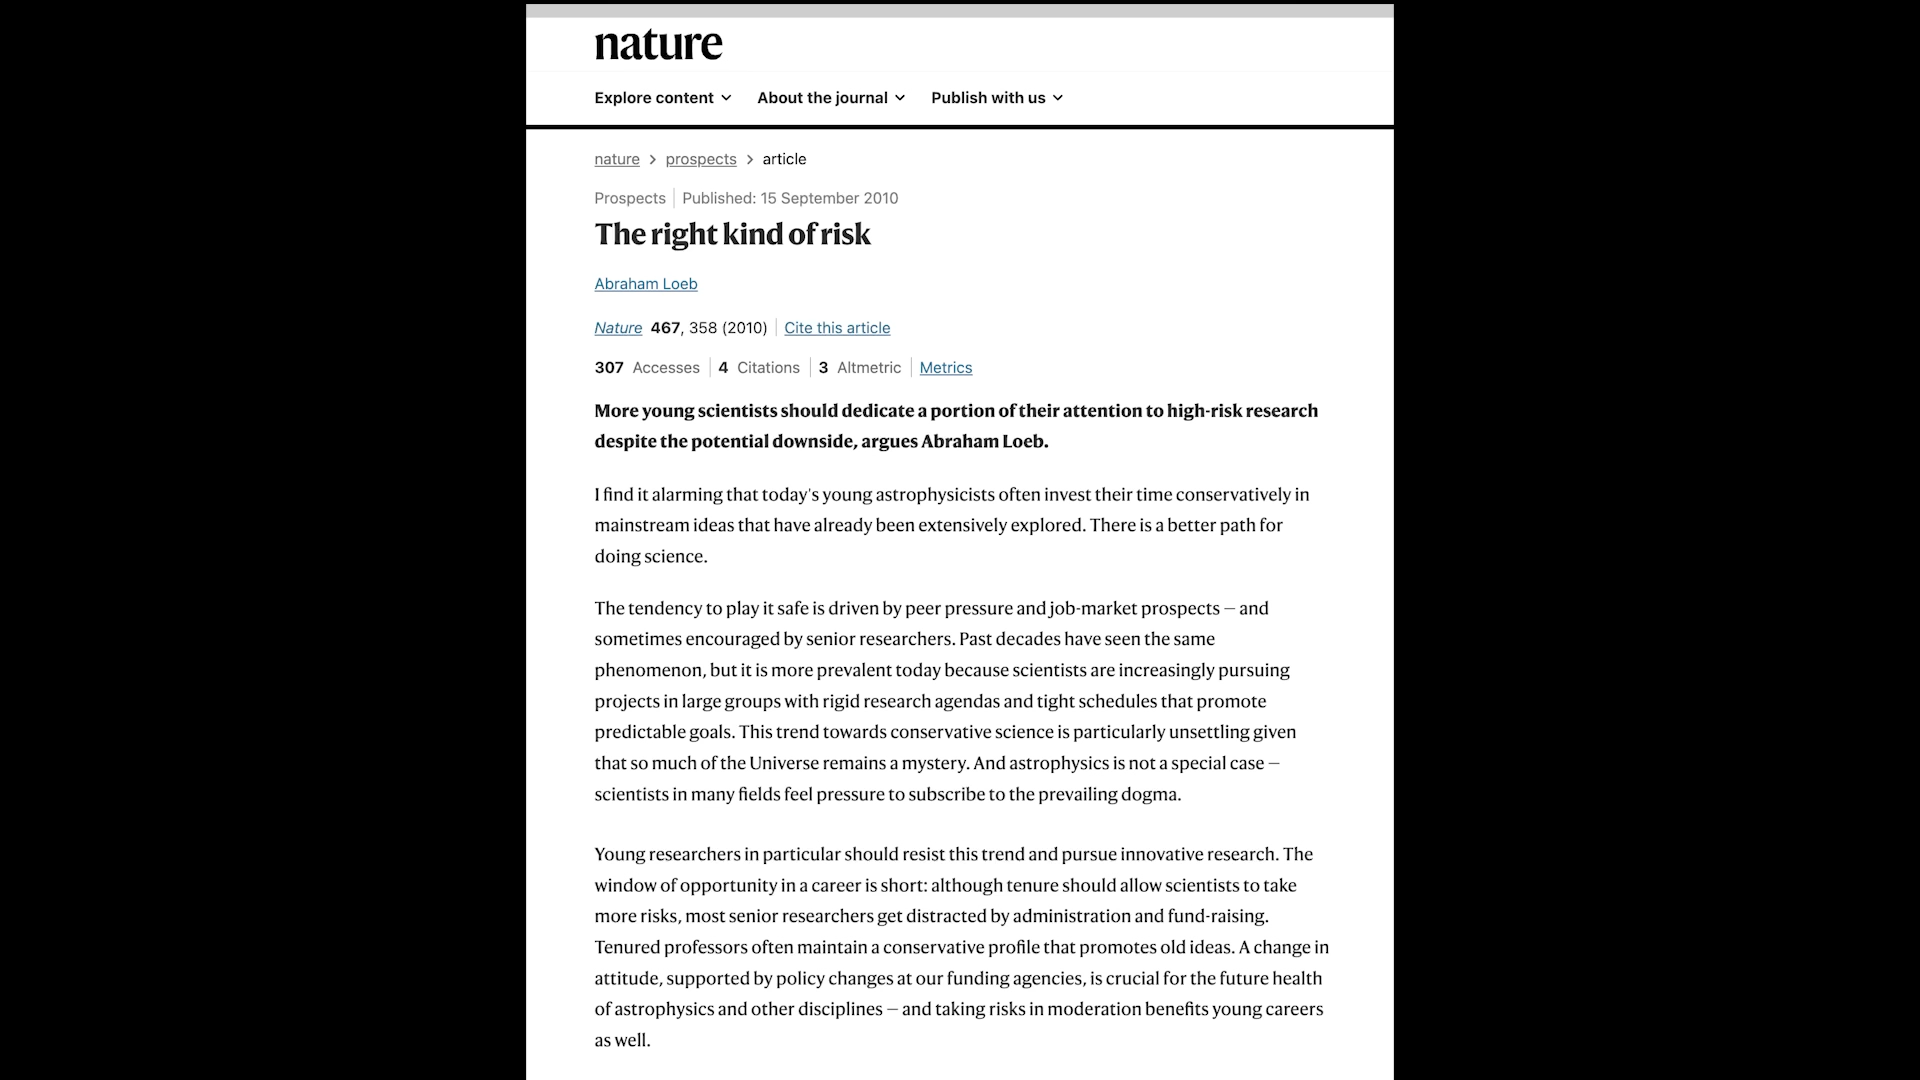 nature
Explore content About the journal Publish with us
nature > prospects > article
Prospects | Published: 15 September 2010
The right kind of risk
Abraham Loeb
Nature 467, 358 (2010) | Cite this article
307 Accesses | 4 Citations | 3 Altmetric | Metrics
More young scientists should dedicate a portion of their attention to high-risk research
despite the potential downside, argues Abraham Loeb.
I find it alarming that today's young astrophysicists often invest their time conservatively in
mainstream ideas that have already been extensively explored. There is a better path for
doing science.
The tendency to play it safe is driven by peer pressure and job-market prospects — and
sometimes encouraged by senior researchers. Past decades have seen the same
phenomenon, but it is more prevalent today because scientists are increasingly pursuing
projects in large groups with rigid research agendas and tight schedules that promote
predictable goals. This trend towards conservative science is particularly unsettling given
that so much of the Universe remains a mystery. And astrophysics is not a special case —
scientists in many fields feel pressure to subscribe to the prevailing dogma.
Young researchers in particular should resist this trend and pursue innovative research. The
window of opportunity in a career is short: although tenure should allow scientists to take
more risks, most senior researchers get distracted by administration and fund-raising.
Tenured professors often maintain a conservative profile that promotes old ideas. A change in
attitude, supported by policy changes at our funding agencies, is crucial for the future health
of astrophysics and other disciplines — and taking risks in moderation benefits young careers
as well.